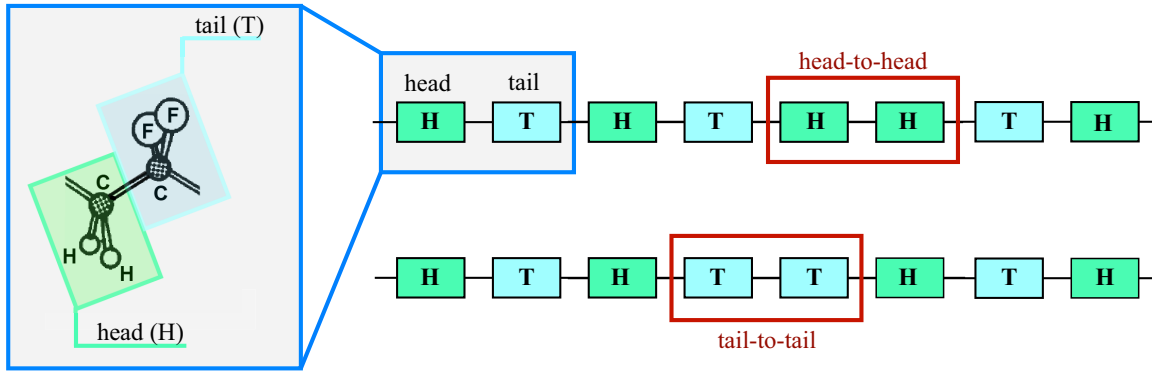 tail (T)
F F
C
C
H
H
head (H)
head tail
head-to-head
H T H T H H T H
H T H T T H T H
tail-to-tail